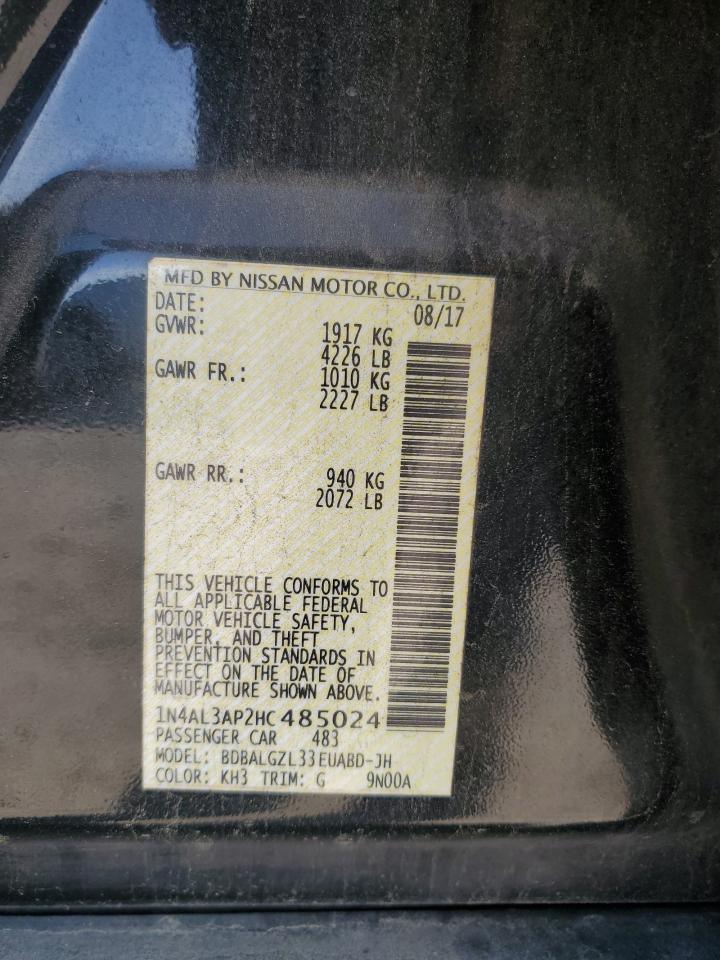 MFD BY NISSAN MOTOR CO., LTD.
DATE: 08/17
GVWR: 1917 KG
4226 LB
GAWR FR.: 1010 KG
2227 LB
GAWR RR.: 940 KG
2072 LB
THIS VEHICLE CONFORMS TO
ALL APPLICABLE FEDERAL
MOTOR VEHICLE SAFETY,
BUMPER, AND THEFT
PREVENTION STANDARDS IN
EFFECT ON THE DATE OF
MANUFACTURE SHOWN ABOVE.
1N4AL3AP2HC485024
PASSENGER CAR 483
MODEL: BDBALGZL33EUABD-JH
COLOR: KH3 TRIM: G 9N00A